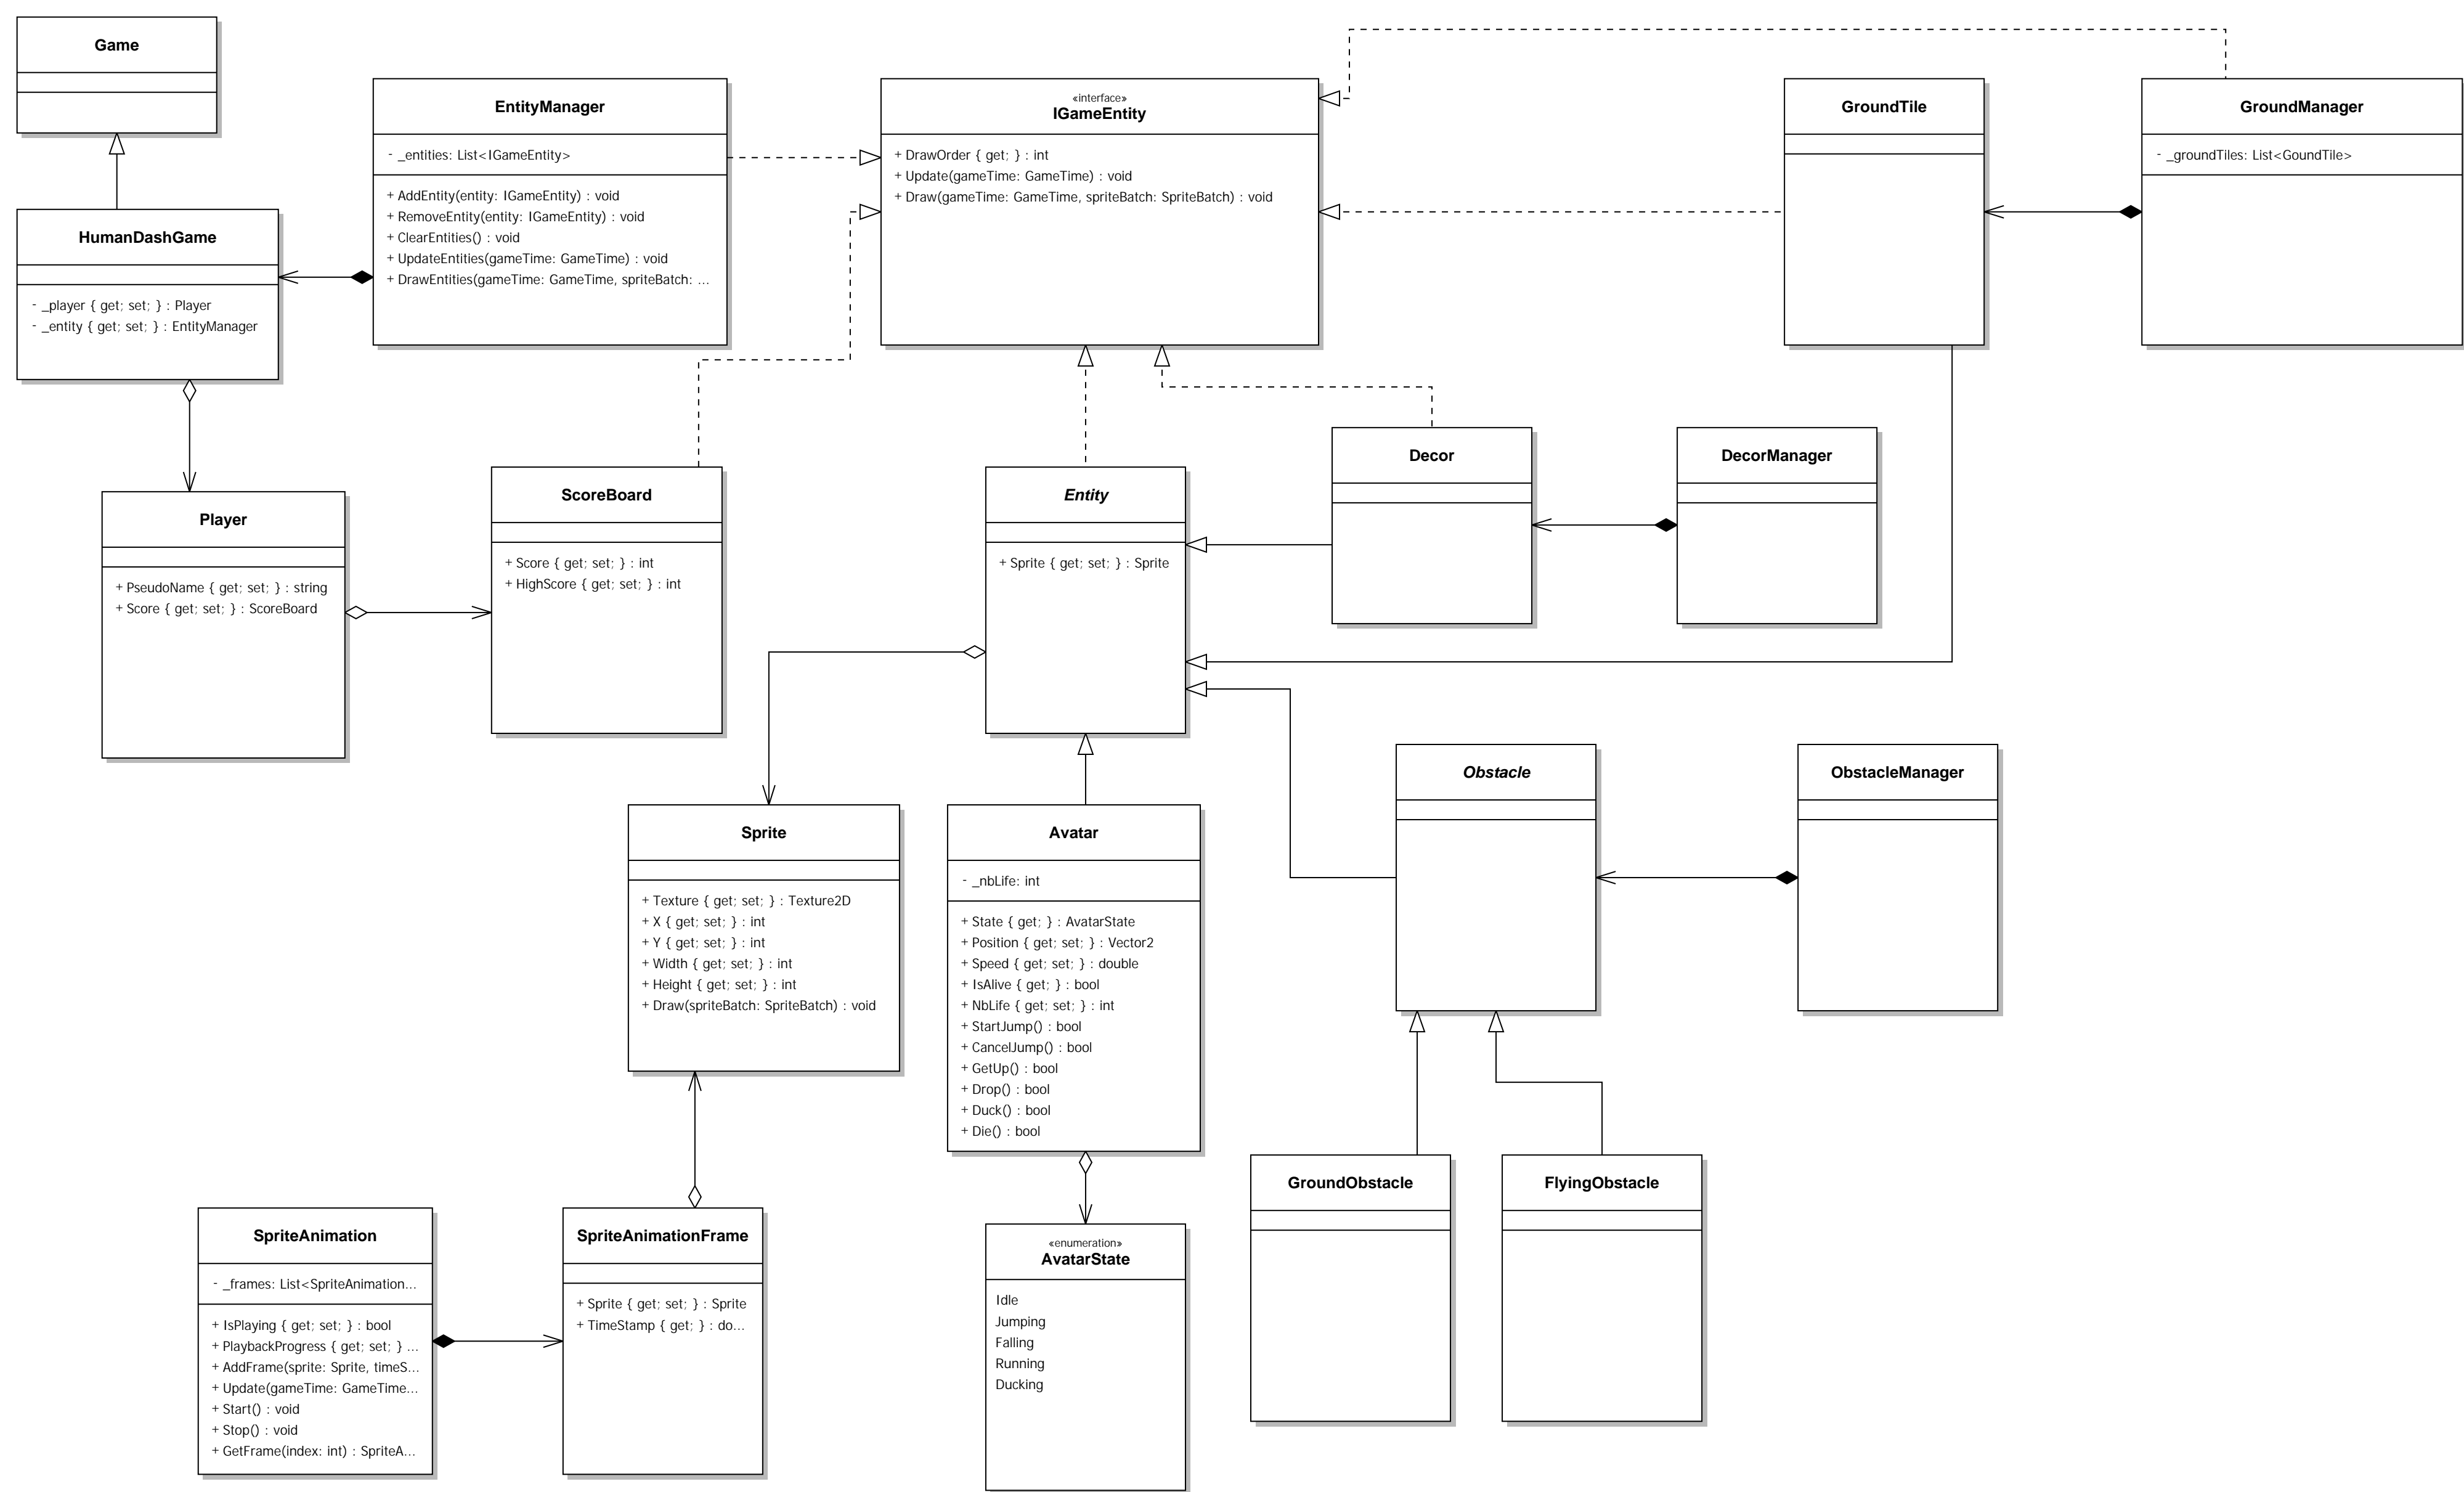 Game
EntityManager
- _entities: List<IGameEntity>
+ AddEntity(entity: IGameEntity) : void
+ RemoveEntity(entity: IGameEntity) : void
+ ClearEntities() : void
+ UpdateEntities(gameTime: GameTime) : void
+ DrawEntities(gameTime: GameTime, spriteBatch: ...
«interface»
IGameEntity
+ DrawOrder { get; } : int
+ Update(gameTime: GameTime) : void
+ Draw(gameTime: GameTime, spriteBatch: SpriteBatch) : void
GroundTile
GroundManager
- _groundTiles: List<GoundTile>
HumanDashGame
- _player { get; set; } : Player
- _entity { get; set; } : EntityManager
Player
+ PseudoName { get; set; } : string
+ Score { get; set; } : ScoreBoard
ScoreBoard
+ Score { get; set; } : int
+ HighScore { get; set; } : int
Entity
+ Sprite { get; set; } : Sprite
Decor
DecorManager
Sprite
+ Texture { get; set; } : Texture2D
+ X { get; set; } : int
+ Y { get; set; } : int
+ Width { get; set; } : int
+ Height { get; set; } : int
+ Draw(spriteBatch: SpriteBatch) : void
Avatar
- _nbLife: int
+ State { get; } : AvatarState
+ Position { get; set; } : Vector2
+ Speed { get; set; } : double
+ IsAlive { get; } : bool
+ NbLife { get; set; } : int
+ StartJump() : bool
+ CancelJump() : bool
+ GetUp() : bool
+ Drop() : bool
+ Duck() : bool
+ Die() : bool
Obstacle
ObstacleManager
SpriteAnimation
- _frames: List<SpriteAnimation...
+ IsPlaying { get; set; } : bool
+ PlaybackProgress { get; set; } ...
+ AddFrame(sprite: Sprite, timeS...
+ Update(gameTime: GameTime...
+ Start() : void
+ Stop() : void
+ GetFrame(index: int) : SpriteA...
SpriteAnimationFrame
+ Sprite { get; set; } : Sprite
+ TimeStamp { get; } : do...
«enumeration»
AvatarState
Idle
Jumping
Falling
Running
Ducking
GroundObstacle
FlyingObstacle